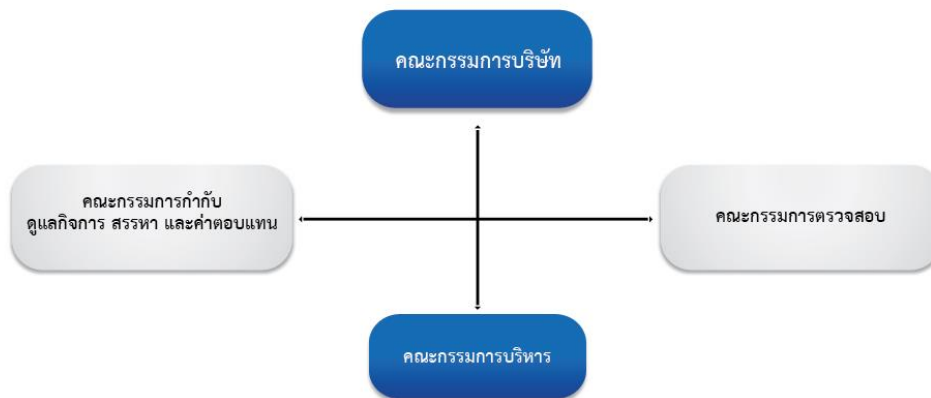 คณะกรรมการบริษัท
คณะกรรมการกำกับ
ดูแลกิจการ สรรหา และค่าตอบแทน
คณะกรรมการตรวจสอบ
คณะกรรมการบริหาร